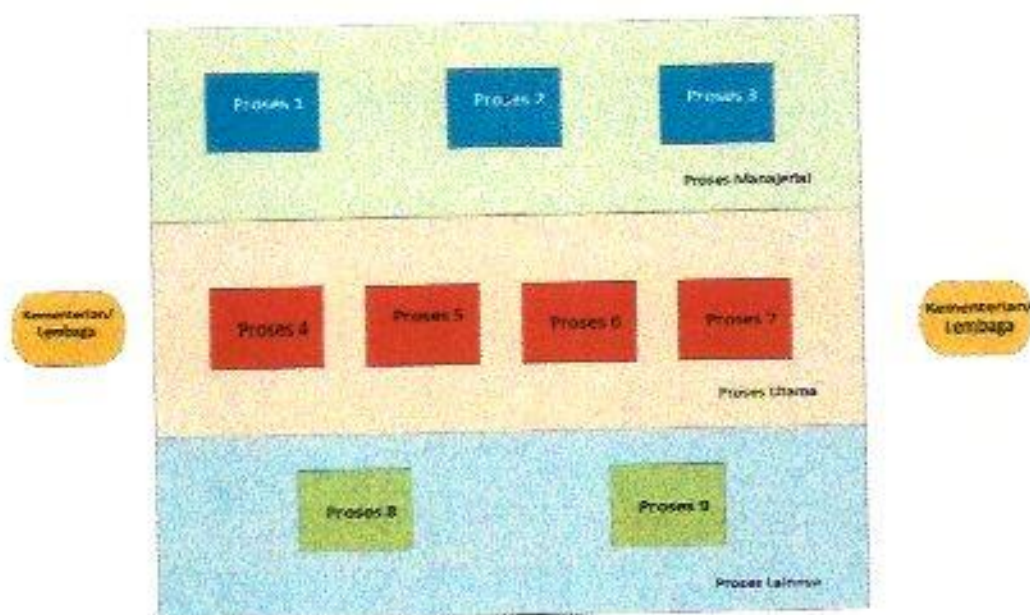 Proses 1
Proses 2
Proses 3
Proses Manajerial
Kementerian/
Lembaga
Proses 4
Proses 5
Proses 6
Proses 7
Kementerian/
Lembaga
Proses Utama
Proses 8
Proses 9
Proses Lainnya